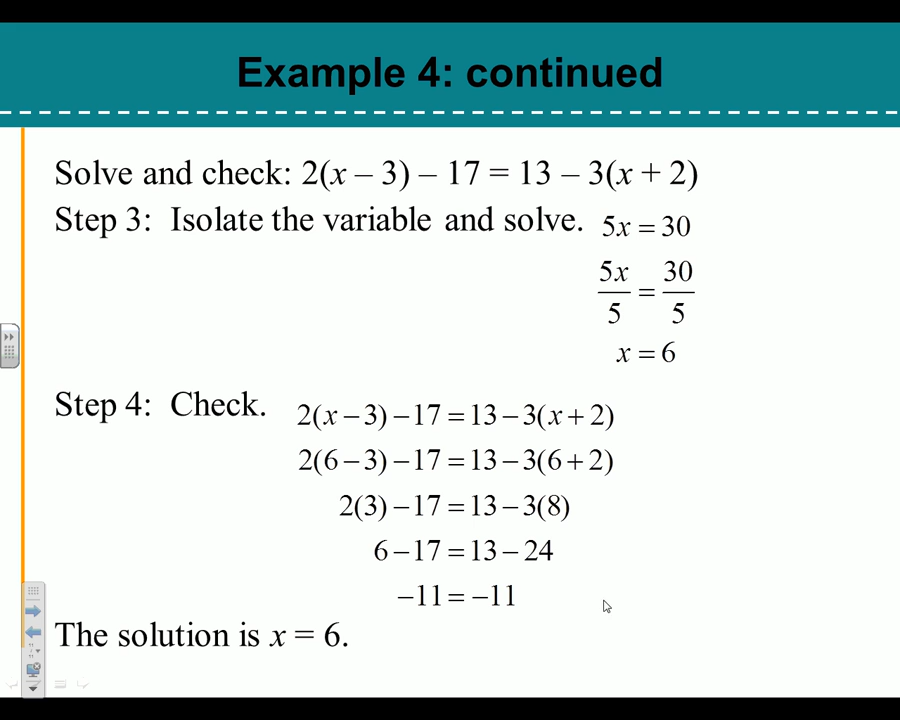 Example 4: continued
Solve and check: 2(x – 3) – 17 = 13 – 3(x + 2)
Step 3: Isolate the variable and solve. 5x = 30
5x/5 = 30/5
x = 6
Step 4: Check. 2(x − 3) − 17 = 13 − 3(x + 2)
2(6 − 3) − 17 = 13 − 3(6 + 2)
2(3) − 17 = 13 − 3(8)
6 − 17 = 13 − 24
−11 = −11
The solution is x = 6.